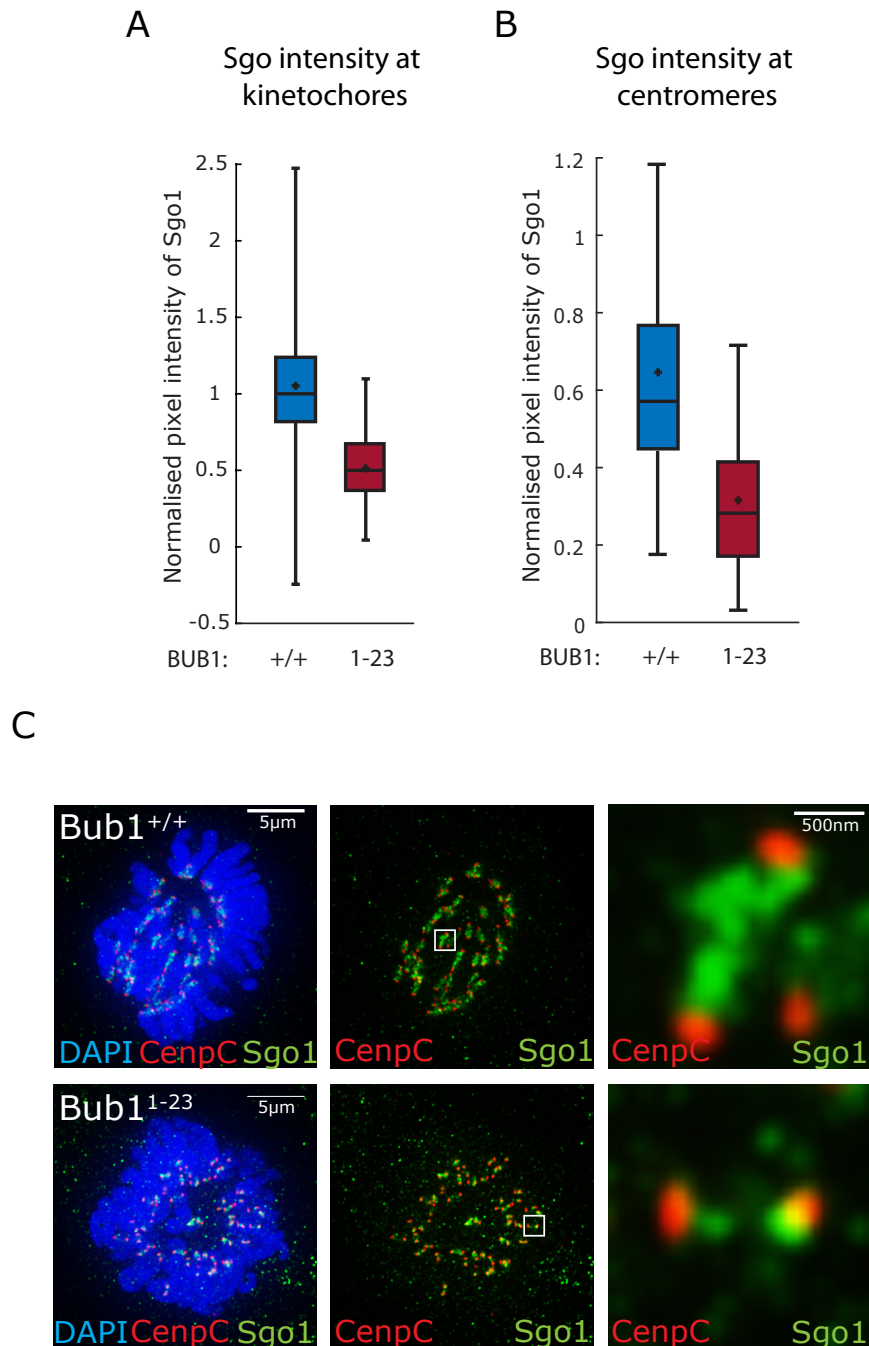 A
Sgo intensity at
kinetochores
Normalised pixel intensity of Sgo1
2.5
2
1.5
1
0.5
0
-0.5
BUB1: +/+ 1-23
B
Sgo intensity at
centromeres
Normalised pixel intensity of Sgo1
1.2
1
0.8
0.6
0.4
0.2
0
BUB1: +/+ 1-23
C
Bub1+/+
5µm
DAPI CenpC Sgo1
CenpC Sgo1
500nm
CenpC Sgo1
Bub11-23
5µm
DAPI CenpC Sgo1
CenpC Sgo1
CenpC Sgo1